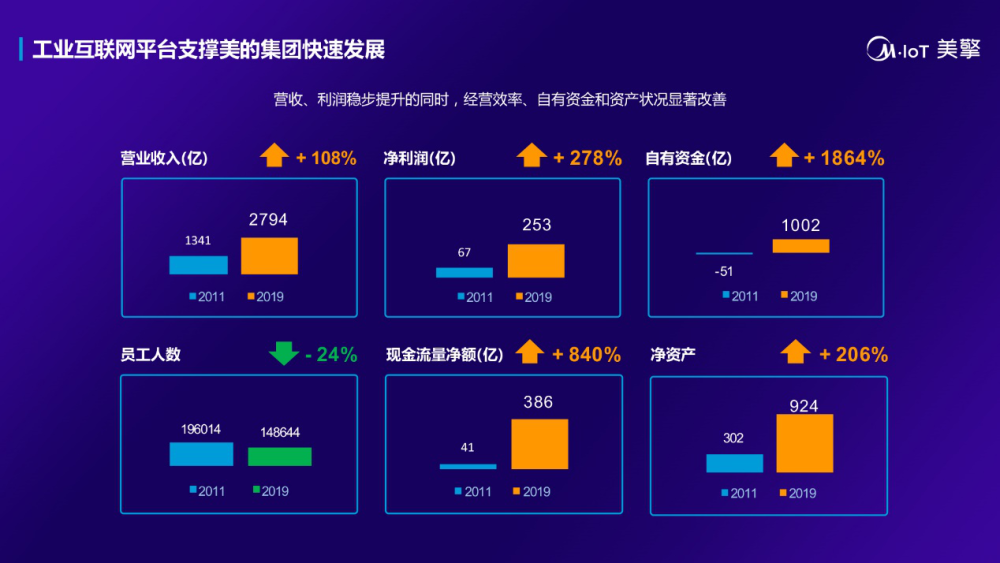 工业互联网平台支撑美的集团快速发展
M·IoT 美擎
营收、利润稳步提升的同时，经营效率、自有资金和资产状况显著改善
营业收入(亿) + 108%
1341
2794
2011 2019
净利润(亿) + 278%
67
253
2011 2019
自有资金(亿) + 1864%
-51
1002
2011 2019
员工人数 - 24%
196014
148644
2011 2019
现金流量净额(亿) + 840%
41
386
2011 2019
净资产 + 206%
302
924
2011 2019